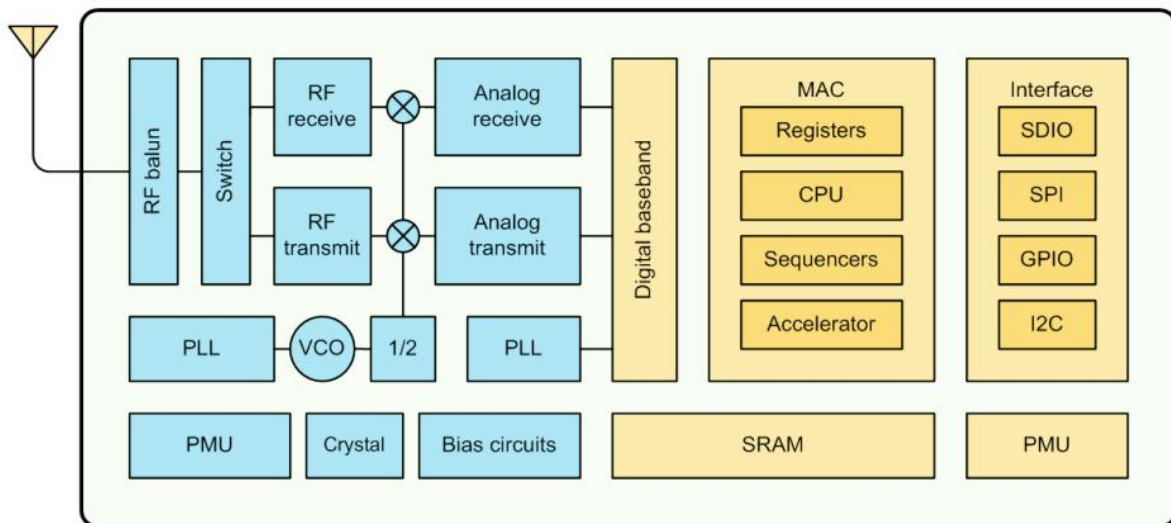 RF balun
Switch
RF
receive
Analog
receive
RF
transmit
Analog
transmit
PLL
VCO
1/2
PLL
Digital baseband
MAC
Registers
CPU
Sequencers
Accelerator
Interface
SDIO
SPI
GPIO
I2C
PMU
Crystal
Bias circuits
SRAM
PMU